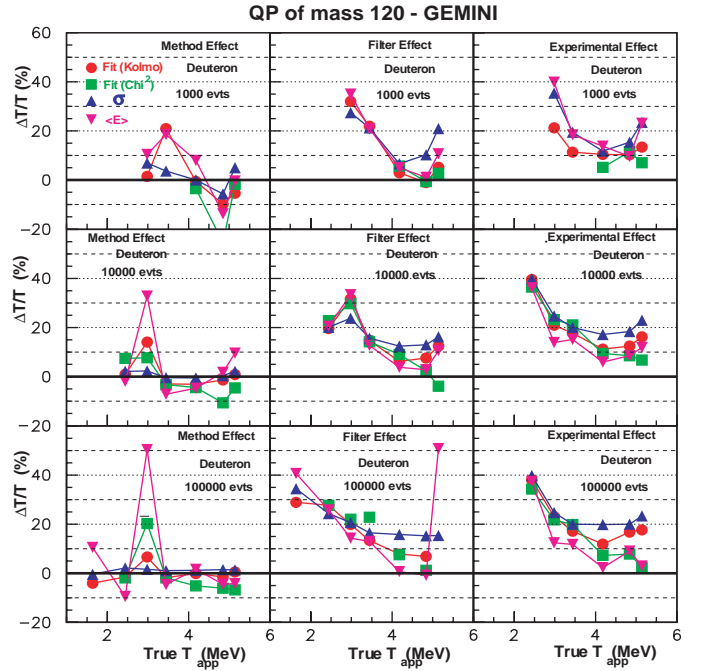 QP of mass 120 - GEMINI
ΔT/T (%)
60
40
20
0
−20
Method Effect
Deuteron
1000 evts
Fit (Kolmo)
Fit (Chi²)
σ
<E>
Filter Effect
Deuteron
1000 evts
Experimental Effect
Deuteron
1000 evts
ΔT/T (%)
40
20
0
−20
Method Effect
Deuteron
10000 evts
Filter Effect
Deuteron
10000 evts
Experimental Effect
Deuteron
10000 evts
ΔT/T (%)
40
20
0
−20
Method Effect
Deuteron
100000 evts
Filter Effect
Deuteron
100000 evts
Experimental Effect
Deuteron
100000 evts
2 4 6 2 4 6 2 4 6
True T app (MeV) True T app (MeV) True T app (MeV)